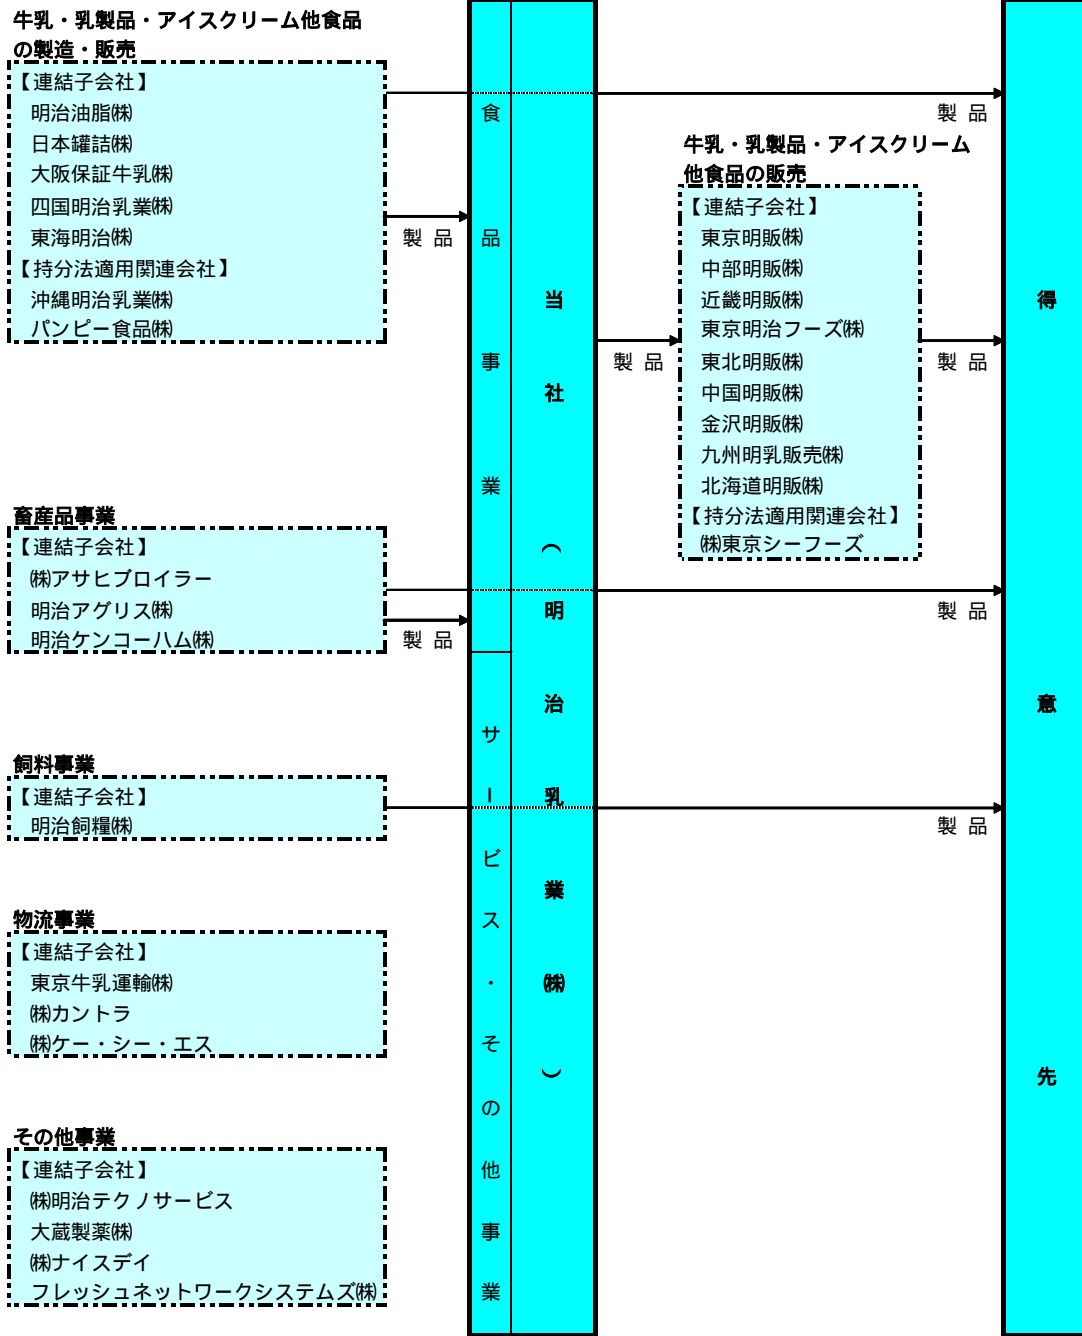 牛乳・乳製品・アイスクリーム他食品
の製造・販売
【連結子会社】
明治油脂㈱
日本罐詰㈱
大阪保証牛乳㈱
四国明治乳業㈱
東海明治㈱
【持分法適用関連会社】
沖縄明治乳業㈱
パンピー食品㈱
製品
畜産品事業
【連結子会社】
㈱アサヒブロイラー
明治アグリス㈱
明治ケンコーハム㈱
製品
飼料事業
【連結子会社】
明治飼糧㈱
物流事業
【連結子会社】
東京牛乳運輸㈱
㈱カントラ
㈱ケー・シー・エス
その他事業
【連結子会社】
㈱明治テクノサービス
大蔵製薬㈱
㈱ナイスデイ
フレッシュネットワークシステムズ㈱
食品事業
サービス・その他事業
当社(明治乳業㈱)
製品
製品
牛乳・乳製品・アイスクリーム
他食品の販売
【連結子会社】
東京明販㈱
中部明販㈱
近畿明販㈱
東京明治フーズ㈱
東北明販㈱
中国明販㈱
金沢明販㈱
九州明乳販売㈱
北海道明販㈱
【持分法適用関連会社】
㈱東京シーフーズ
製品
製品
製品
得意先